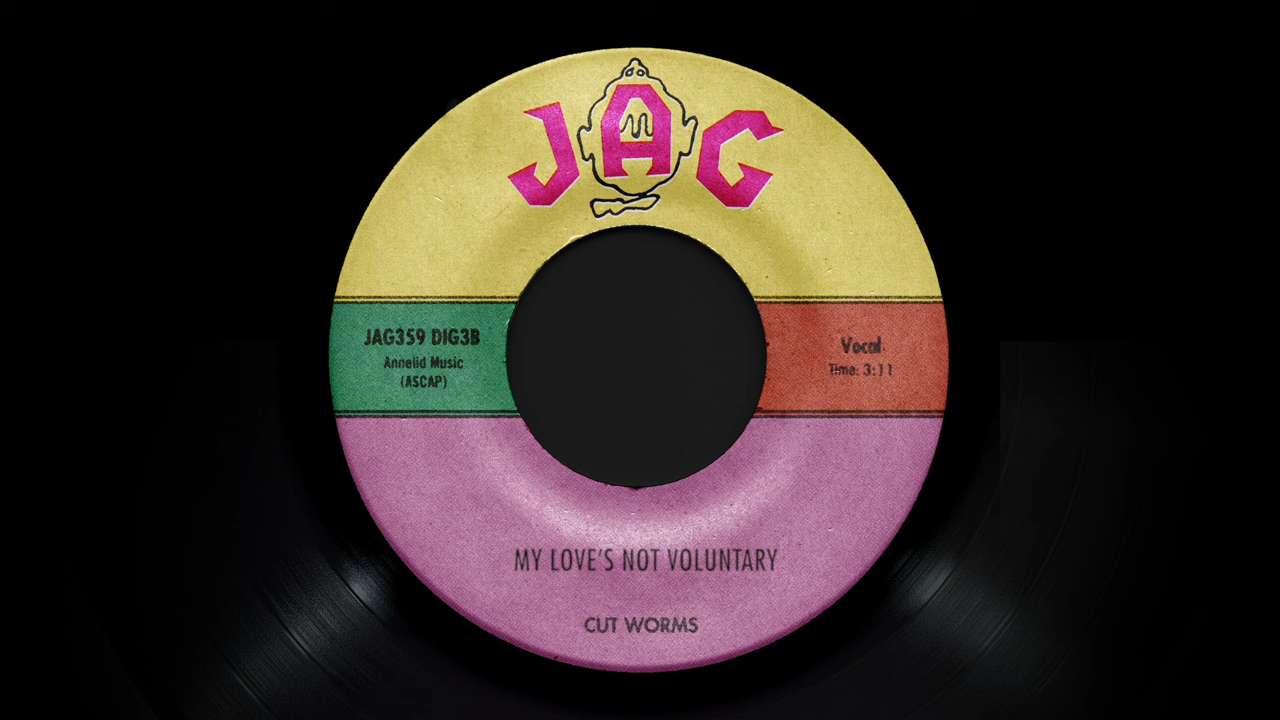 JAG
JAG359 DIG3B
Annelid Music
(ASCAP)
Vocal
Time: 3:11
MY LOVE'S NOT VOLUNTARY
CUT WORMS